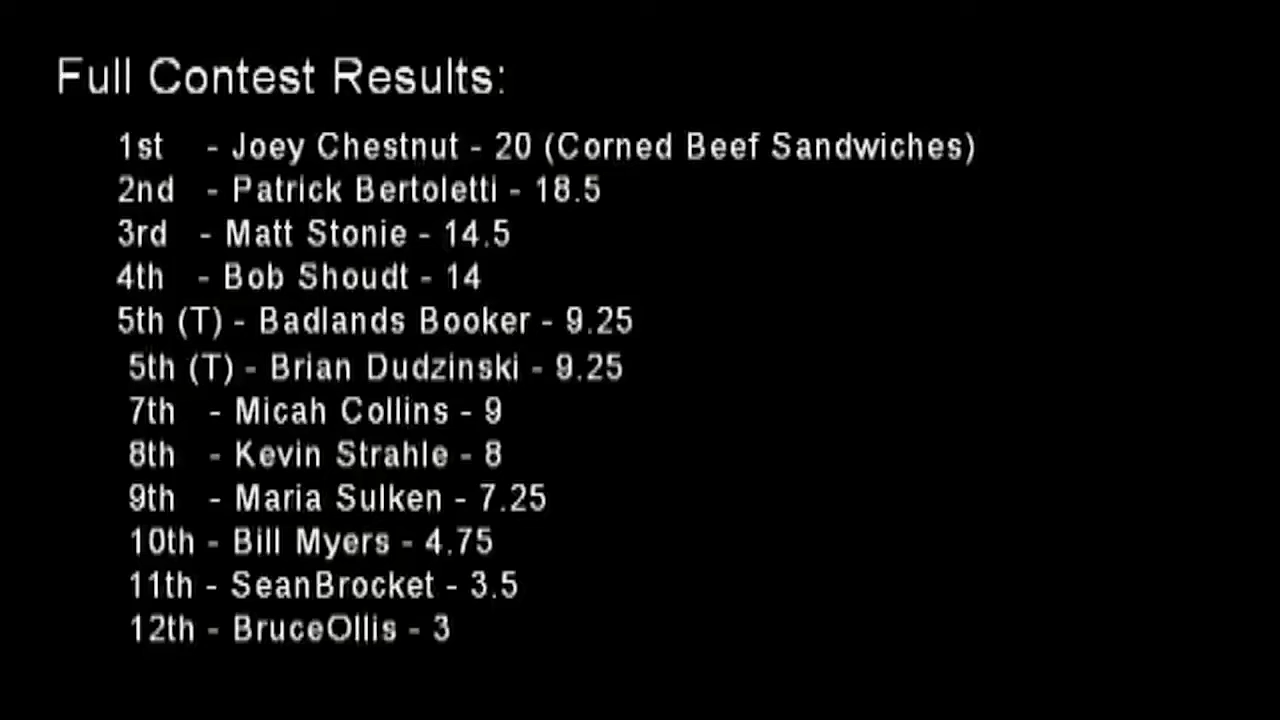 Full Contest Results:
1st - Joey Chestnut - 20 (Corned Beef Sandwiches)
2nd - Patrick Bertoletti - 18.5
3rd - Matt Stonie - 14.5
4th - Bob Shoudt - 14
5th (T) - Badlands Booker - 9.25
5th (T) - Brian Dudzinski - 9.25
7th - Micah Collins - 9
8th - Kevin Strahle - 8
9th - Maria Sulken - 7.25
10th - Bill Myers - 4.75
11th - SeanBrocket - 3.5
12th - BruceOllis - 3